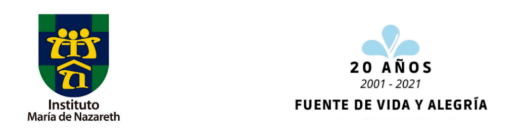 Instituto
María de Nazareth
20 AÑOS
2001 - 2021
FUENTE DE VIDA Y ALEGRÍA